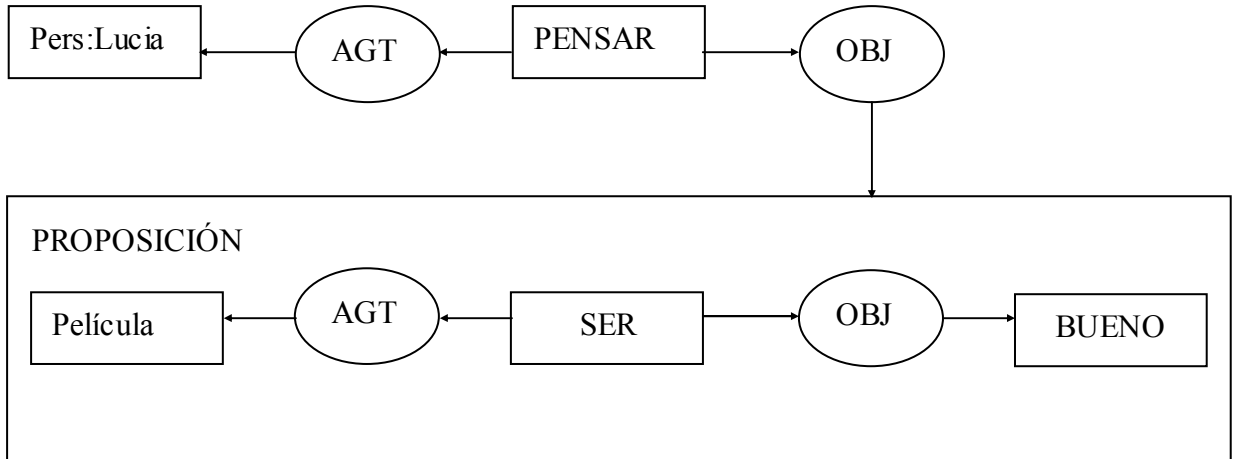 Pers:Lucia AGT PENSAR OBJ
PROPOSICIÓN
Película AGT SER OBJ BUENO